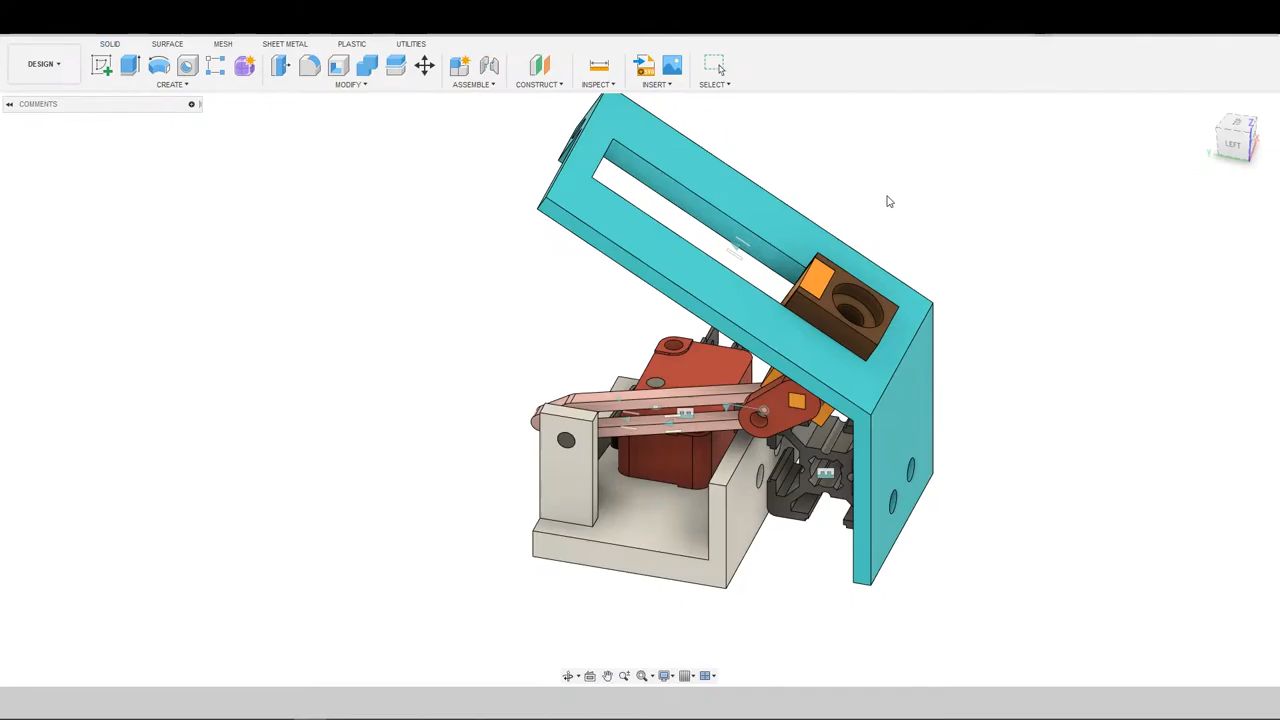 SOLID SURFACE MESH SHEET METAL PLASTIC UTILITIES
DESIGN
CREATE MODIFY ASSEMBLE CONSTRUCT INSPECT INSERT SELECT
COMMENTS
Z
LEFT
Y